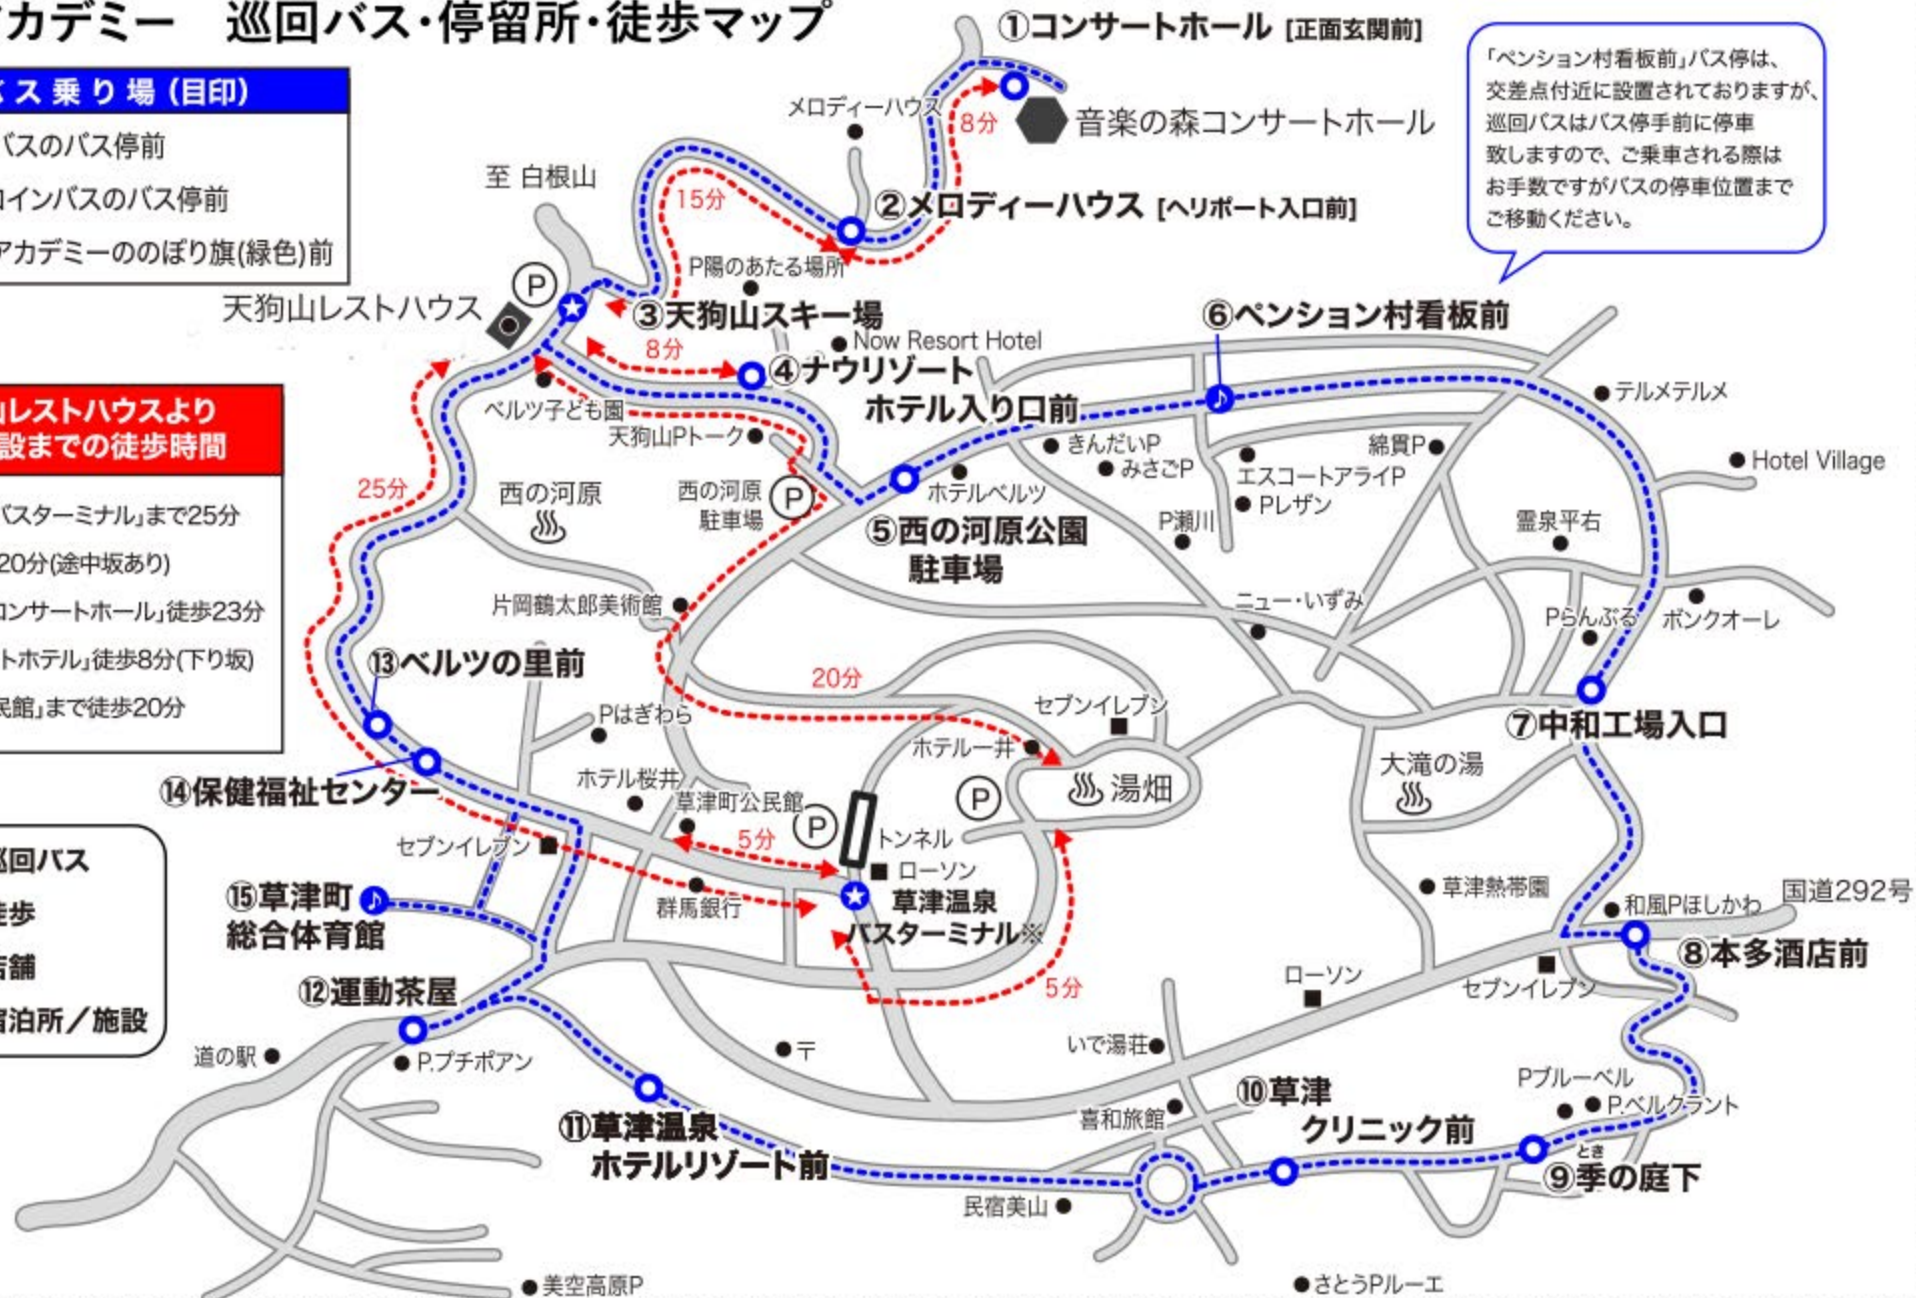 アカデミー　巡回バス･停留所･徒歩マップ
バス乗り場（目印）
バスのバス停前
コインバスのバス停前
アカデミーののぼり旗(緑色)前
①コンサートホール [正面玄関前]
音楽の森コンサートホール
8分
メロディーハウス
②メロディーハウス [ヘリポート入口前]
15分
至 白根山
「ペンション村看板前」バス停は、
交差点付近に設置されておりますが、
巡回バスはバス停手前に停車
致しますので、ご乗車される際は
お手数ですがバスの停車位置まで
ご移動ください。
P陽のあたる場所
P
天狗山レストハウス
③天狗山スキー場
8分
Now Resort Hotel
④ナウリゾート
ホテル入り口前
⑥ペンション村看板前
テルメテルメ
Hotel Village
ベルツ子ども園
天狗山Pトーク
きんだいP
みさごP
エスコートアライP
Pレザン
綿貫P
山レストハウスより
設までの徒歩時間
バスターミナル」まで25分
20分(途中坂あり)
コンサートホール」徒歩23分
トホテル」徒歩8分(下り坂)
民館」まで徒歩20分
25分
西の河原
西の河原
駐車場
P
ホテルベルツ
⑤西の河原公園
駐車場
P瀬川
霊泉平右
片岡鶴太郎美術館
ニュー・いずみ
Pらんぶる
ボンクオーレ
⑬ベルツの里前
20分
セブンイレブン
⑦中和工場入口
Pはぎわら
ホテル一井
湯畑
大滝の湯
⑭保健福祉センター
ホテル桜井
草津町公民館
P
P
トンネル
5分
ローソン
セブンイレブン
群馬銀行
草津温泉
バスターミナル※
草津熱帯園
和風Pほしかわ
国道292号
⑧本多酒店前
巡回バス
徒歩
店舗
宿泊所／施設
⑮草津町
総合体育館
5分
ローソン
セブンイレブン
⑫運動茶屋
道の駅
P.プチポアン
〒
いで湯荘
Pブルーベル
P.ベルクラント
喜和旅館
⑩草津
クリニック前
⑪草津温泉
ホテルリゾート前
とき
⑨季の庭下
民宿美山
美空高原P
さとうPルーエ